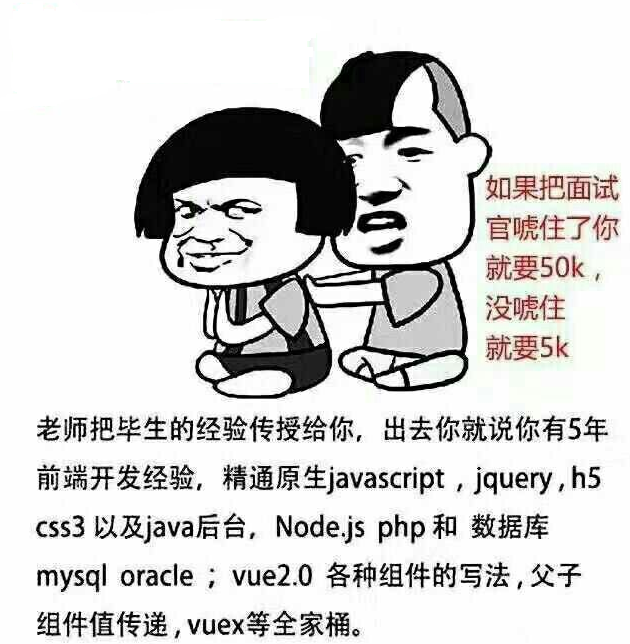 如果把面试
官唬住了你
就要50k，
没唬住
就要5k
老师把毕生的经验传授给你，出去你就说你有5年
前端开发经验，精通原生javascript , jquery , h5
css3 以及java后台，Node.js php 和 数据库
mysql oracle ；vue2.0 各种组件的写法 , 父子
组件值传递 , vuex等全家桶。